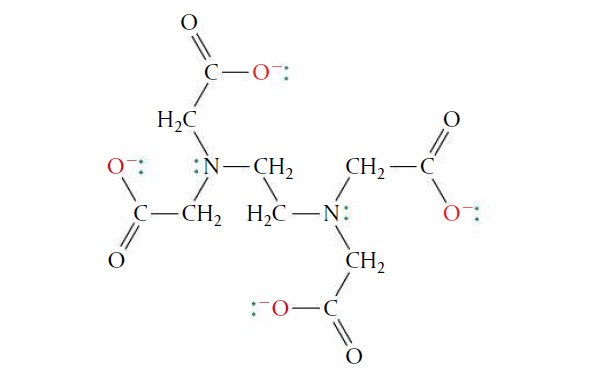 O
C—O⁻:
H₂C
O
O⁻: :N—CH₂ CH₂—C
C—CH₂ H₂C—N: O⁻:
O CH₂
:⁻O—C
O